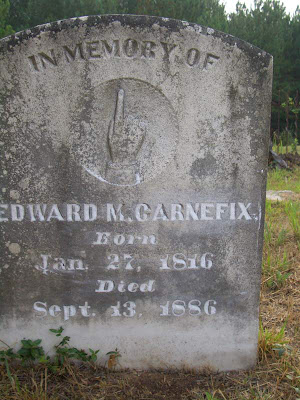 IN MEMORY OF
EDWARD M. CARNEFIX.
Born
Jan. 27, 1816
Died
Sept. 13, 1886